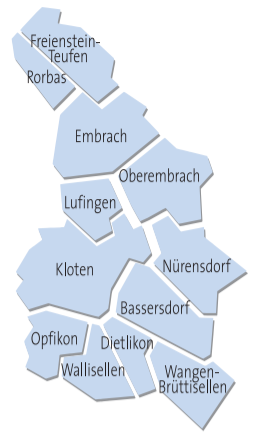 Freienstein-
Teufen
Rorbas
Embrach
Oberembrach
Lufingen
Kloten
Nürensdorf
Bassersdorf
Opfikon
Dietlikon
Wallisellen
Wangen-
Brüttisellen